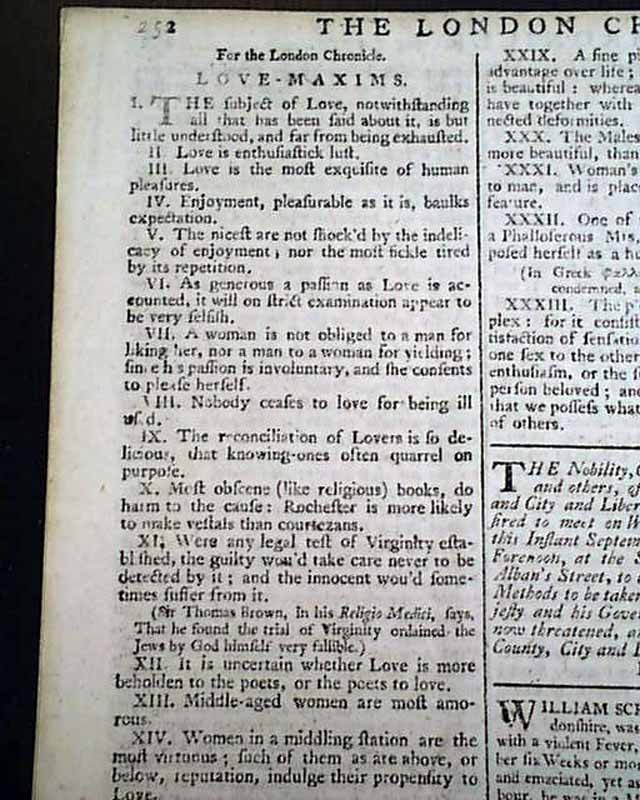 252
THE LONDON CH
For the London Chronicle.
LOVE-MAXIMS.
I. THE ſubject of Love, notwithſtanding
all that has been ſaid about it, is but
little underſtood, and far from being exhauſted.
II. Love is enthuſiaſtick luſt.
III. Love is the moſt exquiſite of human
pleaſures.
IV. Enjoyment, pleaſurable as it is, baulks
expectation.
V. The niceſt are not ſhock'd by the indeli-
cacy of enjoyment; nor the moſt fickle tired
by its repetition.
VI. As generous a paſſion as Love is ac-
counted, it will on ſtrict examination appear to
be very ſelfiſh.
VII. A woman is not obliged to a man for
liking her, nor a man to a woman for yielding;
ſince his paſſion is involuntary, and ſhe conſents
to pleaſe herſelf.
VIII. Nobody ceaſes to love for being ill
uſed.
IX. The reconciliation of Lovers is ſo de-
licious, that knowing-ones often quarrel on
purpoſe.
X. Moſt obſcene (like religious) books, do
harm to the cauſe: Rocheſter is more likely
to make veſtals than courtezans.
XI. Were any legal teſt of Virginity eſta-
bliſhed, the guilty wou'd take care never to be
detected by it; and the innocent wou'd ſome-
times ſuffer from it.
(Sir Thomas Brown, in his Religio Medici, ſays,
That he found the trial of Virginity ordained the
Jews by God himſelf very fallible.)
XII. It is uncertain whether Love is more
beholden to the poets, or the poets to love.
XIII. Middle-aged women are moſt amo-
rous.
XIV. Women in a middling ſtation are the
moſt virtuous; ſuch of them as are above, or
below, reputation, indulge their propenſity to
Love.
XXIX. A fine p
advantage over life;
is beautiful: wherea
have together with
nected deformities.
XXX. The Males
more beautiful, than
XXXI. Woman's
to man, and is plac
feature.
XXXII. One of
a Phalloferous Mrs.
poſed herſelf as a h
(In Greek
condemned, a
XXXIII. The p
plex: for it conſiſt
tisfaction of ſenſatio
one ſex to the other
enthuſiaſm, or the ſ
perſon beloved; and
that we poſſeſs what
of others.
THE Nobility,
and others, of
and City and Liber
ſired to meet on W
this Inſtant Septem
Forenoon, at the S
Alban's Street, to
Methods to be taken
jeſty and his Gover
now threatened, a
County, City and L
WILLIAM SC
donſhire, was
with a violent Fever,
her ſix Weeks or mo
and emaciated, yet a
bour, he was in a M